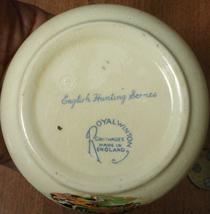 English Hunting Scenes
ROYAL WINTON
GRIMWADES
MADE IN
ENGLAND